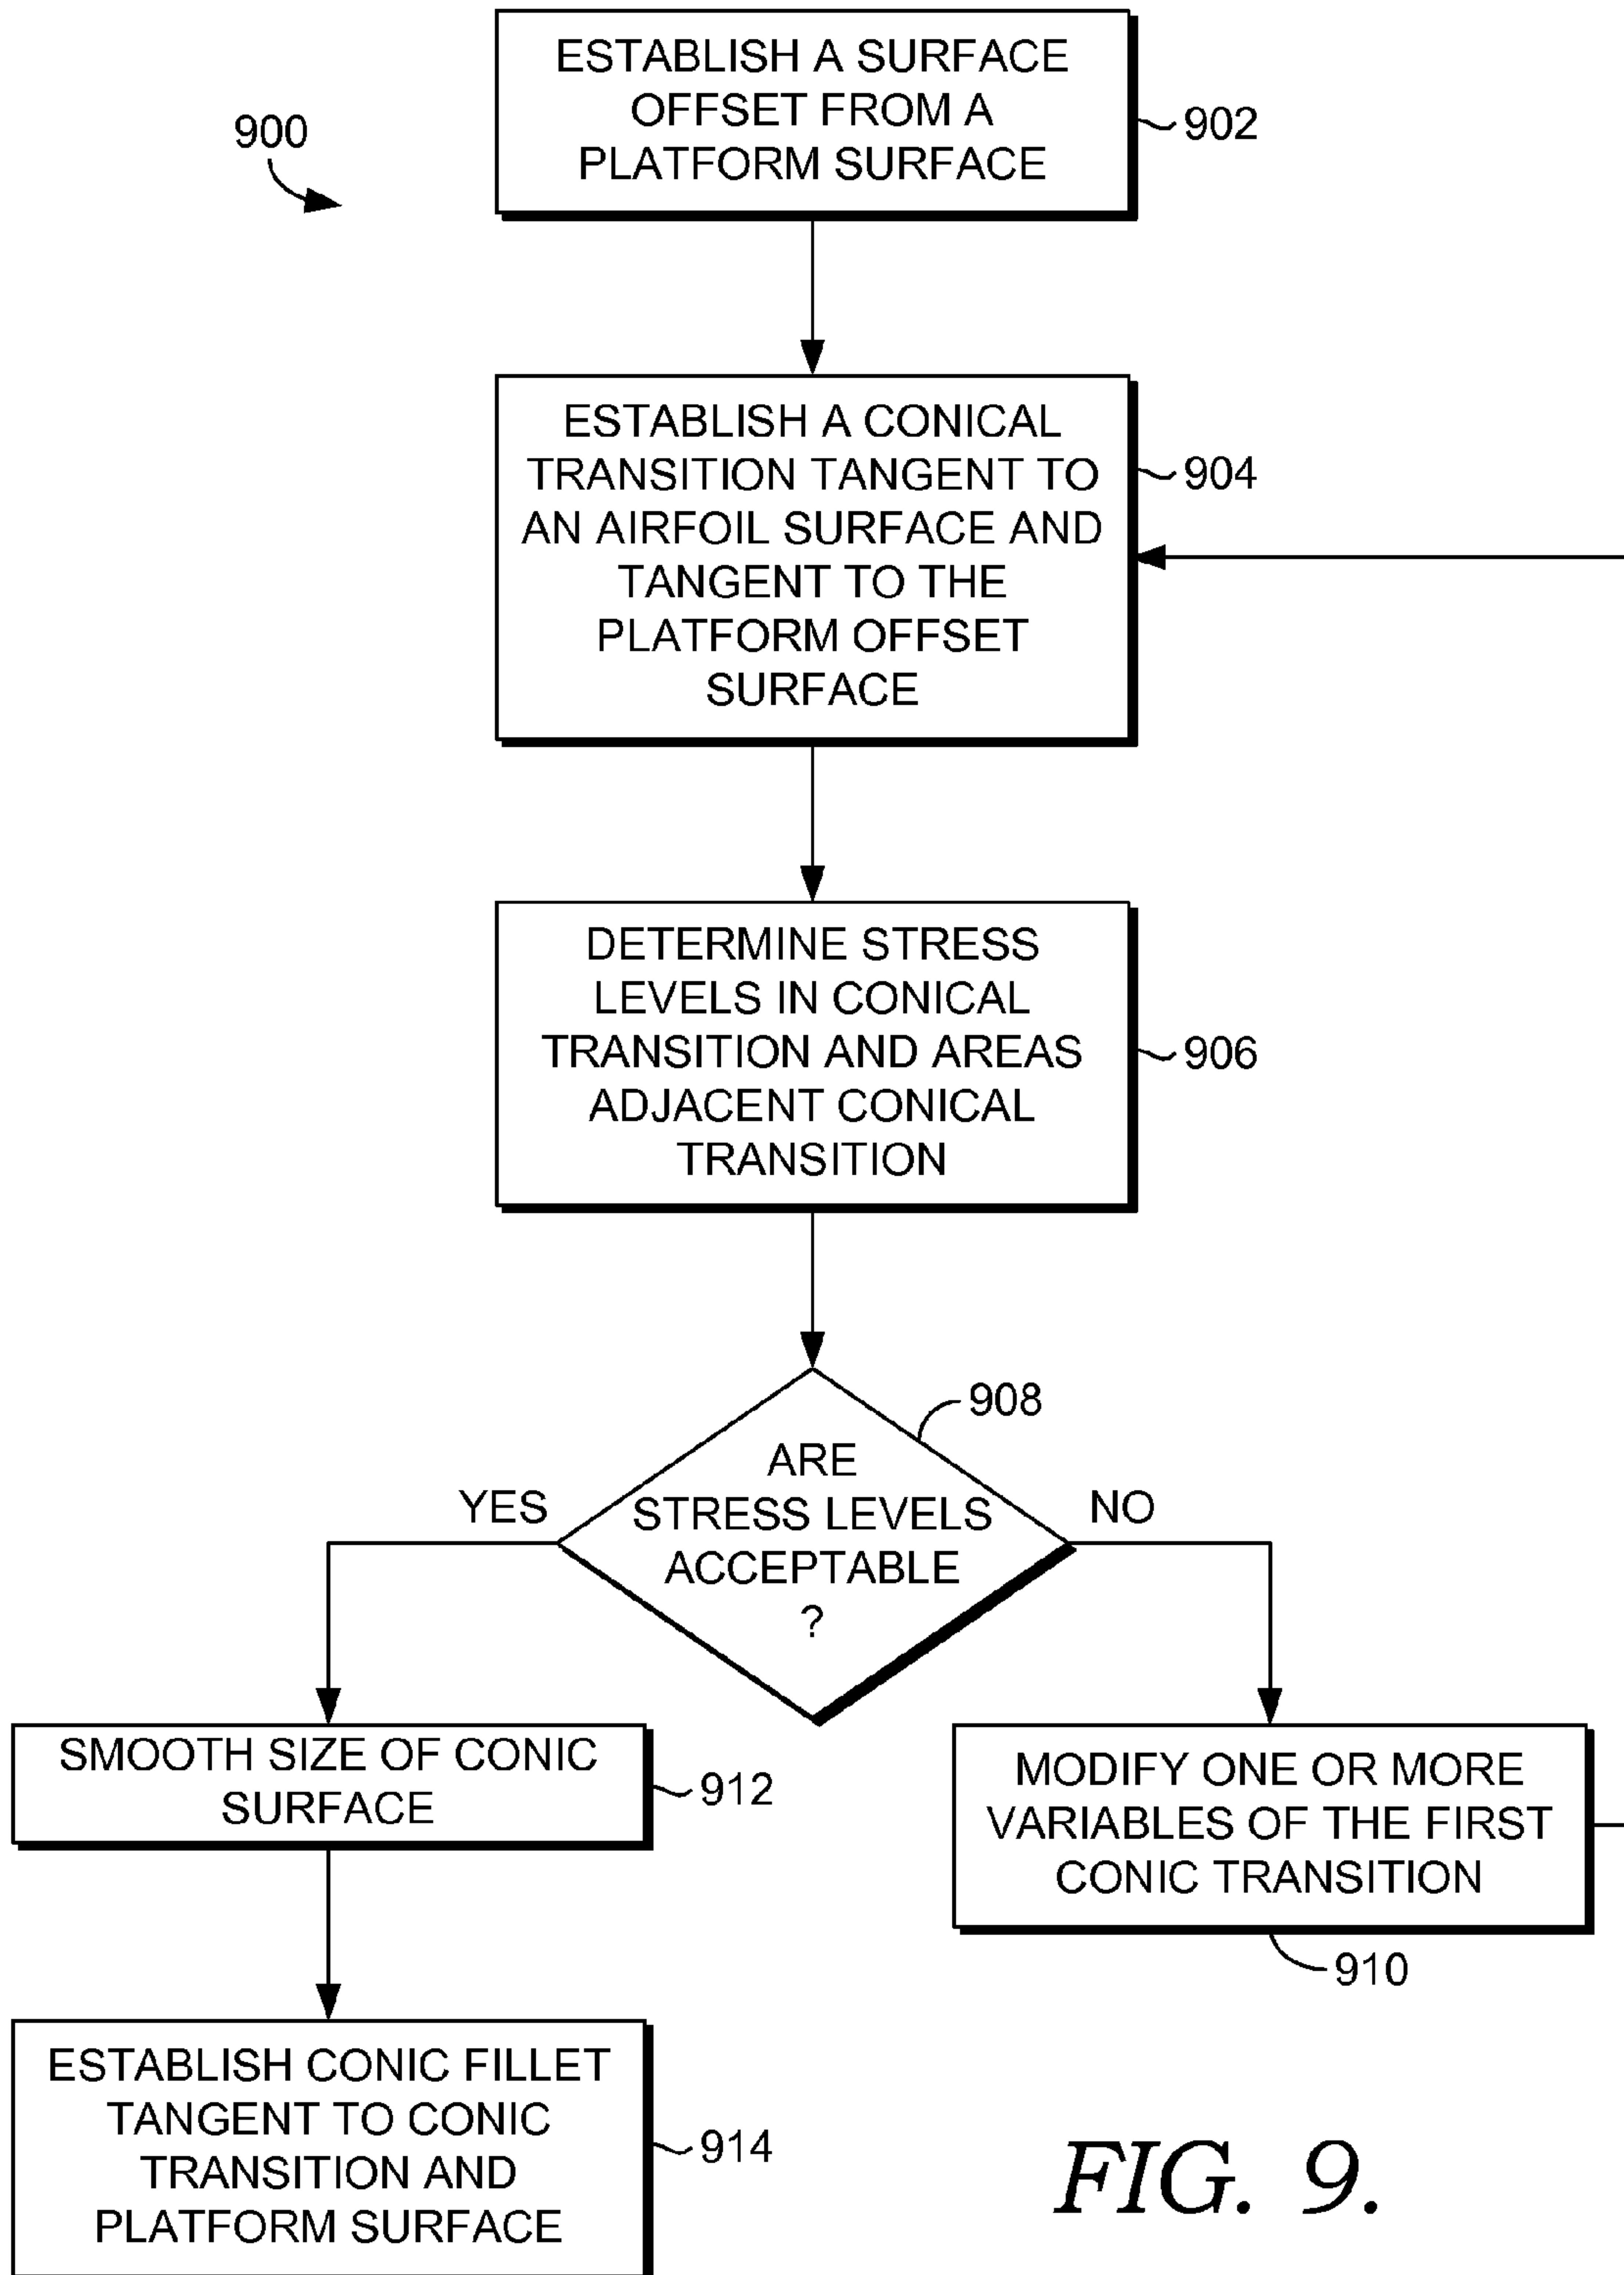 900
ESTABLISH A SURFACE
OFFSET FROM A
PLATFORM SURFACE
902
ESTABLISH A CONICAL
TRANSITION TANGENT TO
AN AIRFOIL SURFACE AND
TANGENT TO THE
PLATFORM OFFSET
SURFACE
904
DETERMINE STRESS
LEVELS IN CONICAL
TRANSITION AND AREAS
ADJACENT CONICAL
TRANSITION
906
908
ARE
STRESS LEVELS
ACCEPTABLE
?
YES
NO
SMOOTH SIZE OF CONIC
SURFACE
912
MODIFY ONE OR MORE
VARIABLES OF THE FIRST
CONIC TRANSITION
910
ESTABLISH CONIC FILLET
TANGENT TO CONIC
TRANSITION AND
PLATFORM SURFACE
914
FIG. 9.